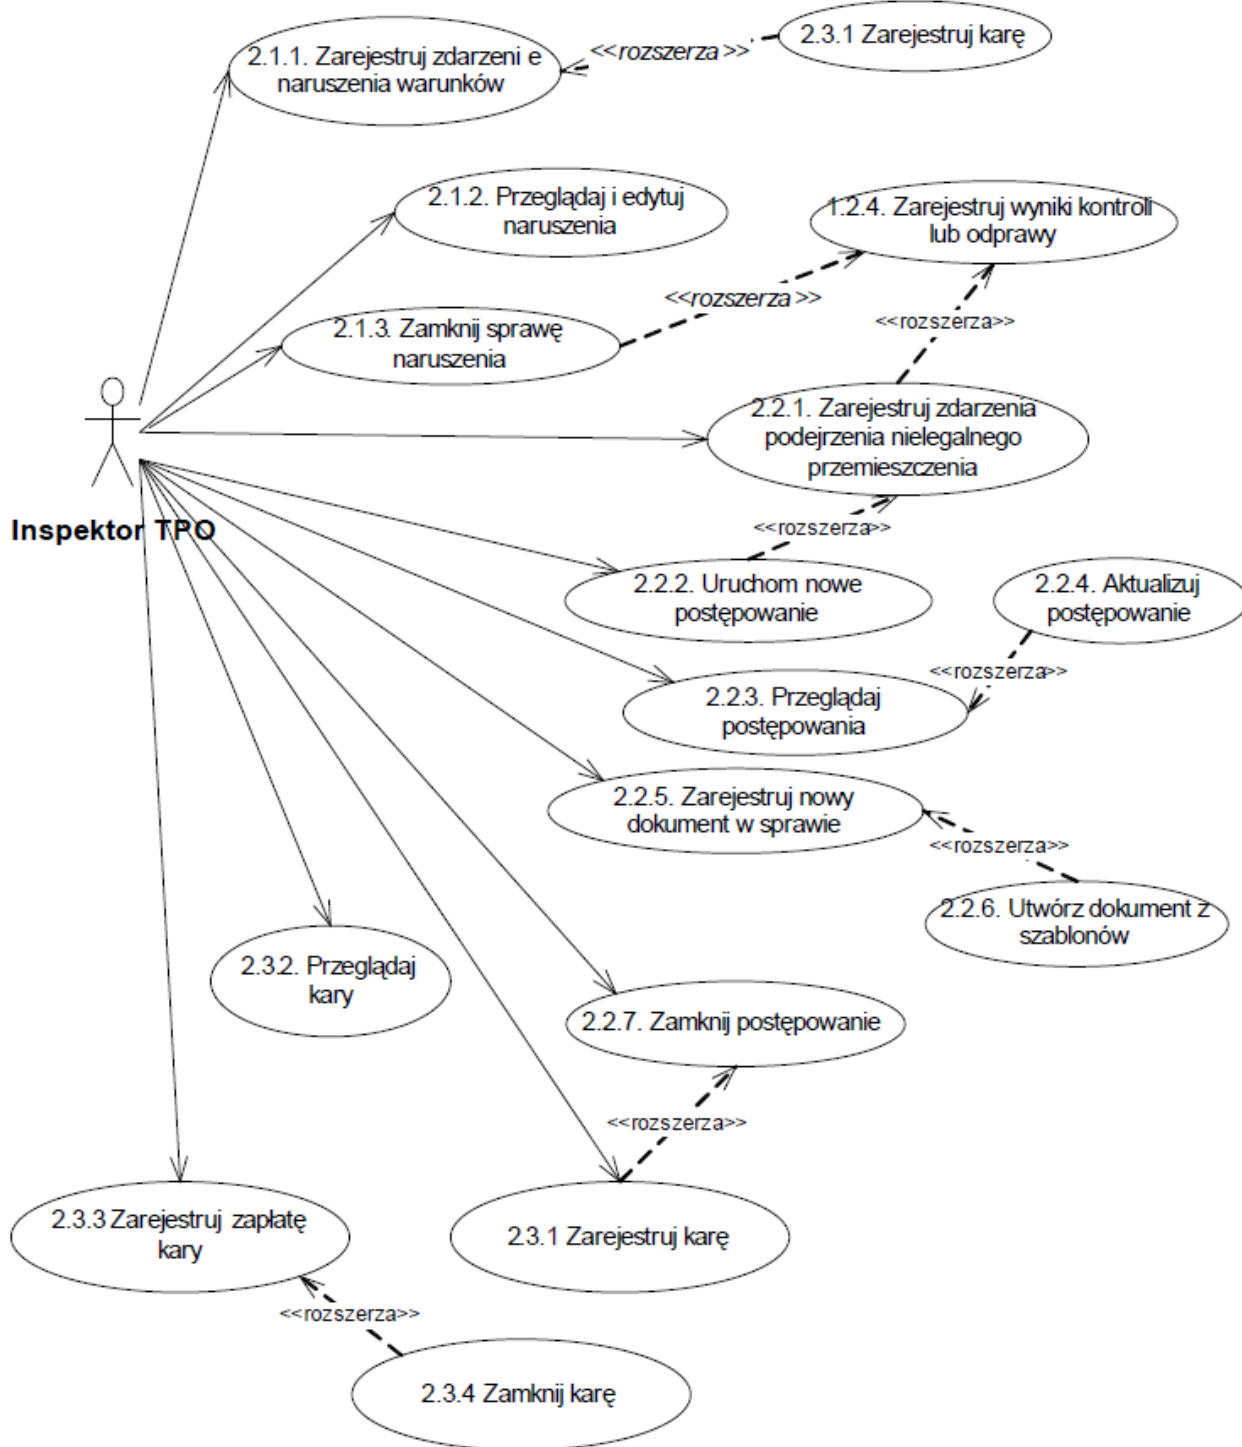 2.1.1. Zarejestruj zdarzeni e
naruszenia warunków
<<rozszerza >>
2.3.1 Zarejestruj karę
2.1.2. Przeglądaj i edytuj
naruszenia
1.2.4. Zarejestruj wyniki kontroli
lub odprawy
<<rozszerza >>
<<rozszerza>>
2.1.3. Zamknij sprawę
naruszenia
2.2.1. Zarejestruj zdarzenia
podejrzenia nielegalnego
przemieszczenia
Inspektor TPO
<<rozszerza>>
2.2.2. Uruchom nowe
postępowanie
2.2.4. Aktualizuj
postępowanie
<<rozszerza>>
2.2.3. Przeglądaj
postępowania
2.2.5. Zarejestruj nowy
dokument w sprawie
<<rozszerza>>
2.2.6. Utwórz dokument z
szablonów
2.3.2. Przeglądaj
kary
2.2.7. Zamknij postępowanie
<<rozszerza>>
2.3.3 Zarejestruj zapłatę
kary
2.3.1 Zarejestruj karę
<<rozszerza>>
2.3.4 Zamknij karę